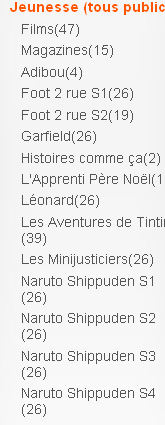 Jeunesse (tous public
Films(47)
Magazines(15)
Adibou(4)
Foot 2 rue S1(26)
Foot 2 rue S2(19)
Garfield(26)
Histoires comme ça(2)
L'Apprenti Père Noël(1
Léonard(26)
Les Aventures de Tintin
(39)
Les Minijusticiers(26)
Naruto Shippuden S1
(26)
Naruto Shippuden S2
(26)
Naruto Shippuden S3
(26)
Naruto Shippuden S4
(26)